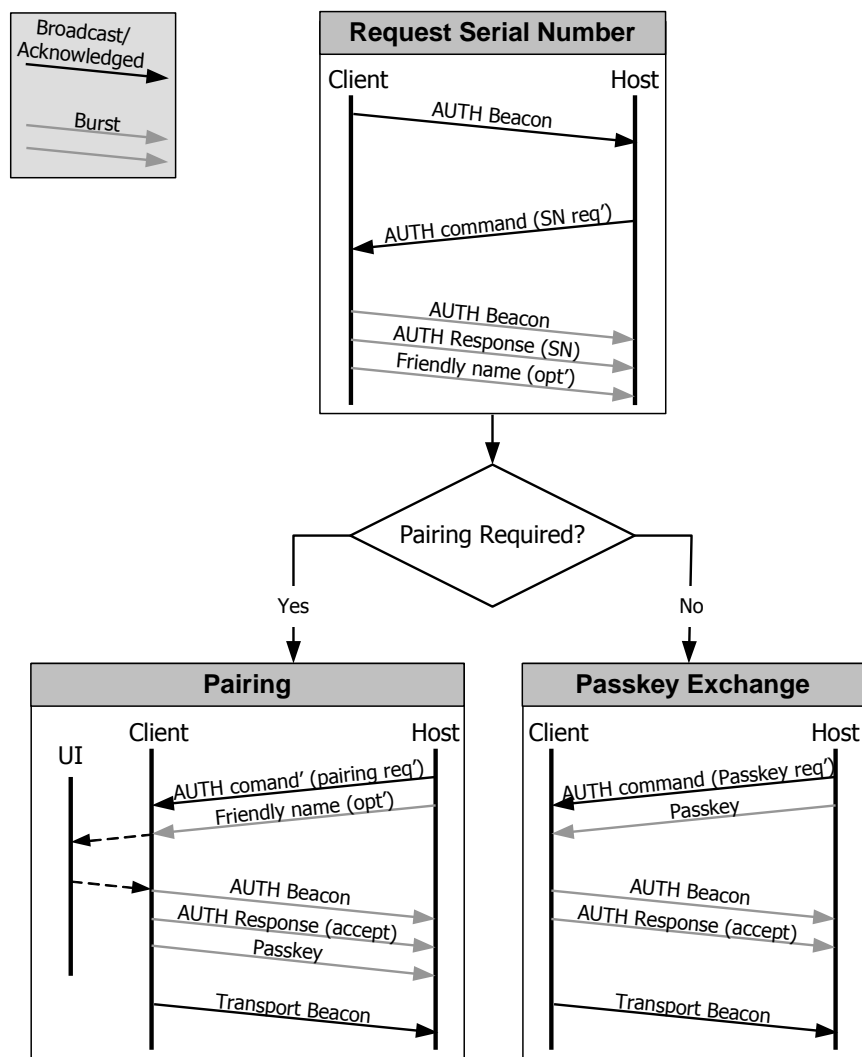 Broadcast/
Acknowledged
Burst
Request Serial Number
Client
Host
AUTH Beacon
AUTH command (SN req’)
AUTH Beacon
AUTH Response (SN)
Friendly name (opt’)
Pairing Required?
Yes
No
Pairing
UI
Client
Host
AUTH comand’ (pairing req’)
Friendly name (opt’)
AUTH Beacon
AUTH Response (accept)
Passkey
Transport Beacon
Passkey Exchange
Client
Host
AUTH command (Passkey req’)
Passkey
AUTH Beacon
AUTH Response (accept)
Transport Beacon